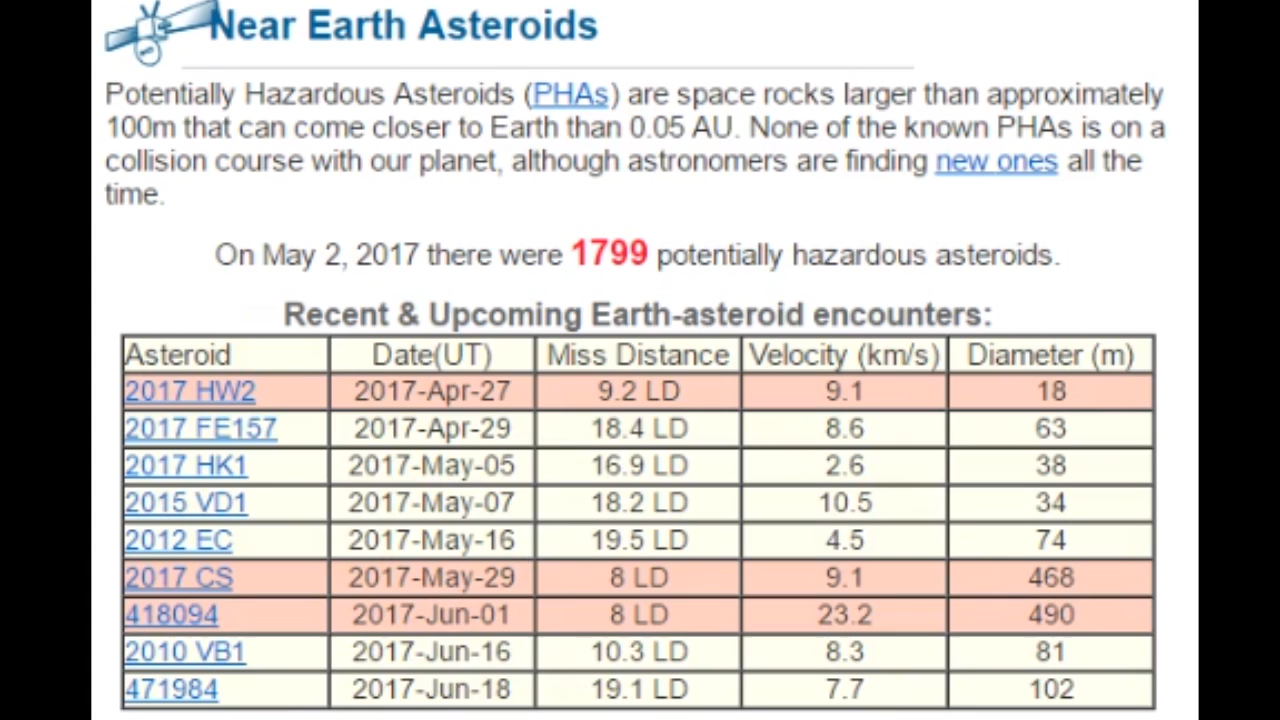 Near Earth Asteroids
Potentially Hazardous Asteroids (PHAs) are space rocks larger than approximately
100m that can come closer to Earth than 0.05 AU. None of the known PHAs is on a
collision course with our planet, although astronomers are finding new ones all the
time.
On May 2, 2017 there were 1799 potentially hazardous asteroids.
Recent & Upcoming Earth-asteroid encounters:
Asteroid Date(UT) Miss Distance Velocity (km/s) Diameter (m)
2017 HW2 2017-Apr-27 9.2 LD 9.1 18
2017 FE157 2017-Apr-29 18.4 LD 8.6 63
2017 HK1 2017-May-05 16.9 LD 2.6 38
2015 VD1 2017-May-07 18.2 LD 10.5 34
2012 EC 2017-May-16 19.5 LD 4.5 74
2017 CS 2017-May-29 8 LD 9.1 468
418094 2017-Jun-01 8 LD 23.2 490
2010 VB1 2017-Jun-16 10.3 LD 8.3 81
471984 2017-Jun-18 19.1 LD 7.7 102